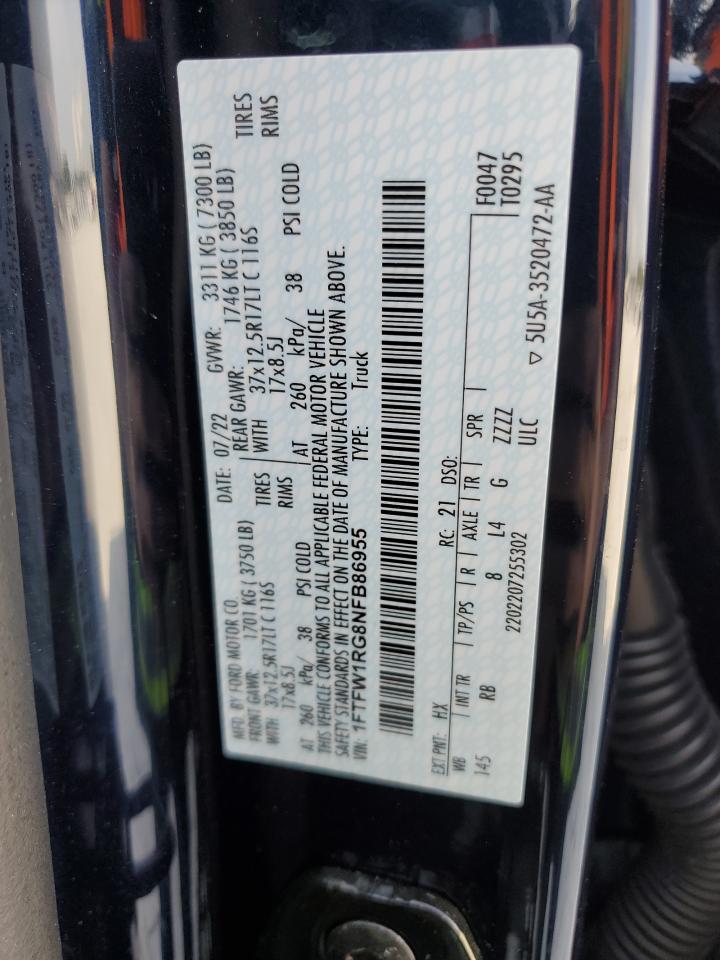 MFD. BY FORD MOTOR CO. DATE: 07/22 GVWR: 3311 KG ( 7300 LB)
FRONT GAWR: 1701 KG ( 3750 LB) REAR GAWR: 1746 KG ( 3850 LB)
WITH 37x12.5R17LT C 116S TIRES WITH 37x12.5R17LT C 116S TIRES
17x8.5J RIMS 17x8.5J RIMS
AT 260 kPa/ 38 PSI COLD AT 260 kPa/ 38 PSI COLD
THIS VEHICLE CONFORMS TO ALL APPLICABLE FEDERAL MOTOR VEHICLE
SAFETY STANDARDS IN EFFECT ON THE DATE OF MANUFACTURE SHOWN ABOVE.
VIN: 1FTFW1RG8NFB86955 TYPE: Truck
EXT PNT: HX RC: 21 DSO: F0047
WB INT TR TP/PS R AXLE TR SPR T0295
145 RB 8 L4 G ZZZZ
2202207255302 ULC
▽ 5U5A-3520472-AA